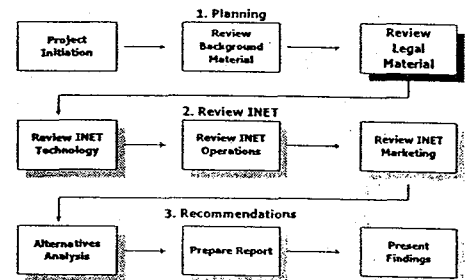 1. Planning
Project
Initiation
Review
Background
Material
Review
Legal
Material
2. Review INET
Review INET
Technology
Review INET
Operations
Review INET
Marketing
3. Recommendations
Alternatives
Analysis
Prepare Report
Present
Findings